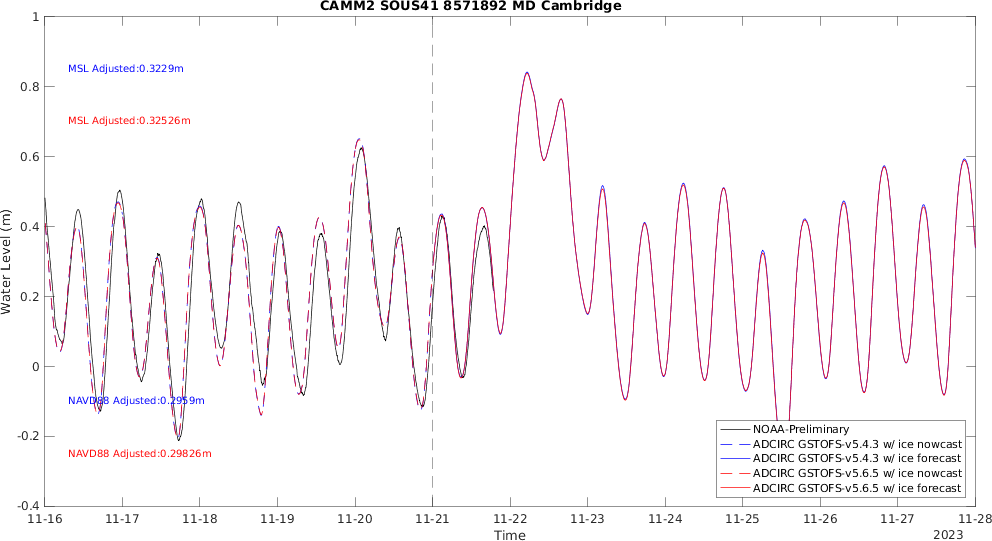 CAMM2 SOUS41 8571892 MD Cambridge
1
0.8
0.6
0.4
0.2
0
-0.2
-0.4
Water Level (m)
MSL Adjusted:0.3229m
MSL Adjusted:0.32526m
NAVD88 Adjusted:0.2959m
NAVD88 Adjusted:0.29826m
NOAA-Preliminary
ADCIRC GSTOFS-v5.4.3 w/ ice nowcast
ADCIRC GSTOFS-v5.4.3 w/ ice forecast
ADCIRC GSTOFS-v5.6.5 w/ ice nowcast
ADCIRC GSTOFS-v5.6.5 w/ ice forecast
11-16 11-17 11-18 11-19 11-20 11-21 11-22 11-23 11-24 11-25 11-26 11-27 11-28
Time
2023